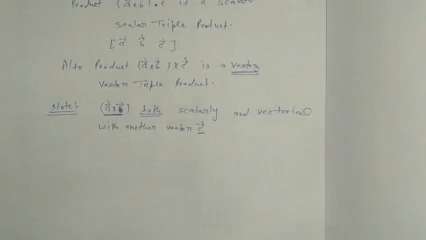 Product (a⃗×b⃗)·c⃗ is a scalar
scalar Triple Product.
[a⃗ b⃗ c⃗]
Also Product (a⃗×b⃗)×c⃗ is a vector
Vector Triple Product.
Note! (a⃗×b⃗) both scalarly and vectorially
with another vector c⃗